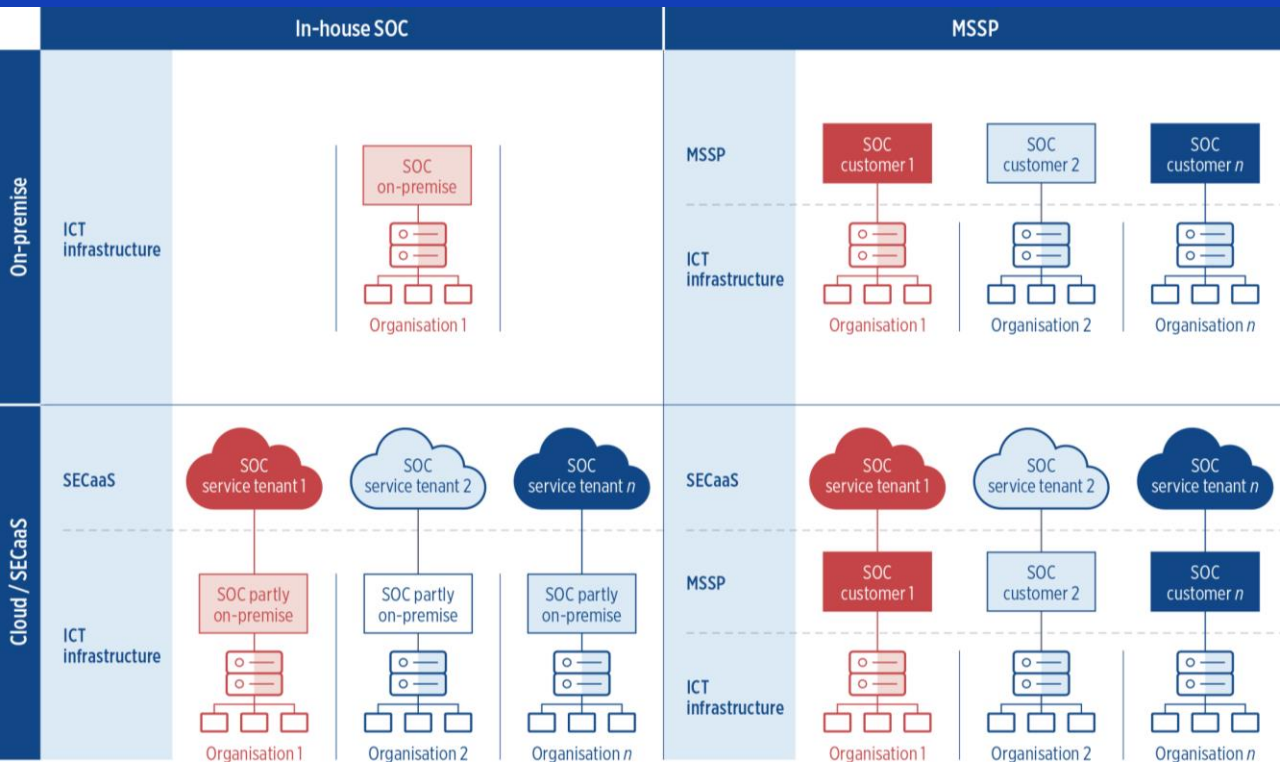 In-house SOC
MSSP
On-premise
ICT
infrastructure
SOC
on-premise
Organisation 1
MSSP
SOC
customer 1
SOC
customer 2
SOC
customer n
ICT
infrastructure
Organisation 1
Organisation 2
Organisation n
Cloud / SECaaS
SECaaS
SOC
service tenant 1
SOC
service tenant 2
SOC
service tenant n
ICT
infrastructure
SOC partly
on-premise
SOC partly
on-premise
SOC partly
on-premise
Organisation 1
Organisation 2
Organisation n
SECaaS
SOC
service tenant 1
SOC
service tenant 2
SOC
service tenant n
MSSP
SOC
customer 1
SOC
customer 2
SOC
customer n
ICT
infrastructure
Organisation 1
Organisation 2
Organisation n